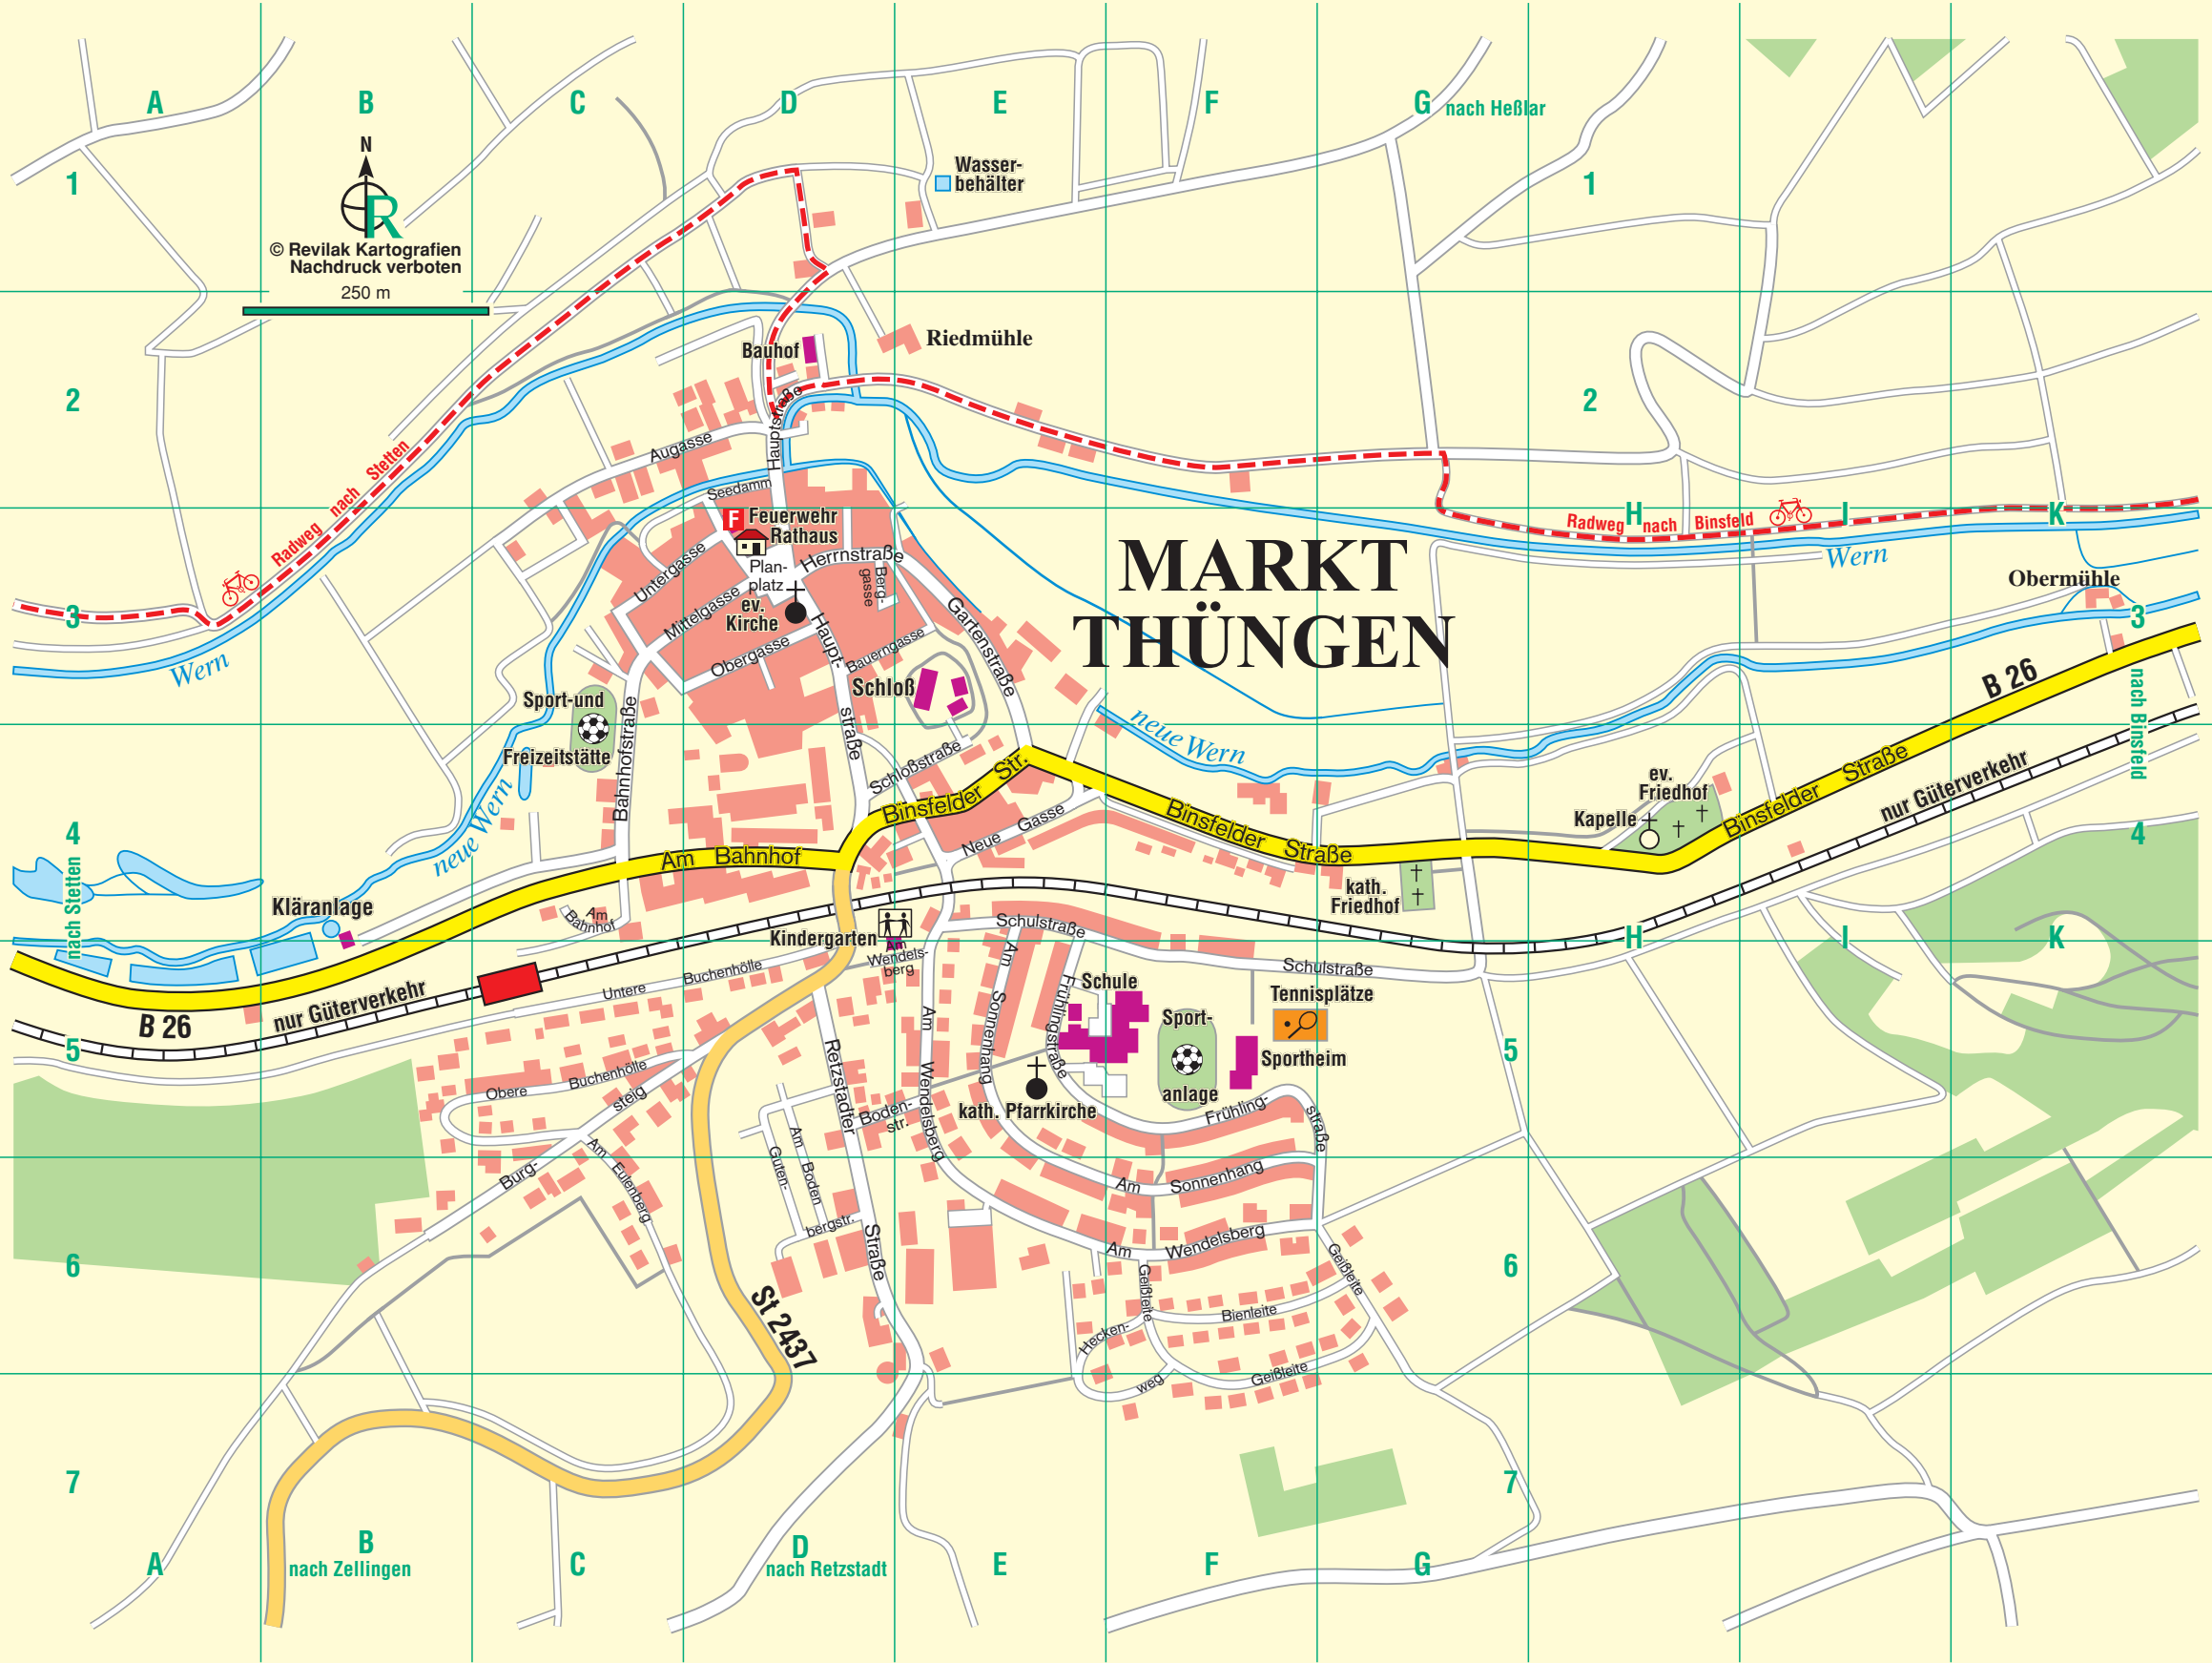 A
B
C
D
E
F
G
nach Heßlar
N
R
© Revilak Kartografien
Nachdruck verboten
250 m
Wasser-
behälter
1
1
Riedmühle
Bauhof
2
2
Hauptstraße
Augasse
Seedamm
Radweg nach Stetten
F
Feuerwehr
Rathaus
Herrnstraße
Untergasse
Plan-
platz
Berg-
gasse
Mittelgasse
ev.
Kirche
Obergasse
Haupt-
straße
Bauerngasse
Gartenstraße
MARKT
THÜNGEN
Radweg nach Binsfeld
H
I
K
Wern
Obermühle
3
3
Wern
Schloß
Sport-und
Freizeitstätte
Bahnhofstraße
Schloßstraße
neue Wern
B 26
nach Binsfeld
Binsfelder Str.
Binsfelder Straße
Binsfelder Straße
nur Güterverkehr
ev.
Friedhof
Kapelle
4
4
neue Wern
Neue Gasse
Am Bahnhof
kath.
Friedhof
nach Stetten
Kläranlage
Am
Bahnhof
Kindergarten
Am
Wendels-
berg
Schulstraße
Schulstraße
H
I
K
B 26
nur Güterverkehr
Untere Buchenhölle
Schule
Tennisplätze
Sport-
anlage
Sportheim
Am Sonnenhang
Frühlingstraße
Am Wendelsberg
5
5
Obere Buchenhölle
Retzstadter
Straße
Boden-
str.
kath. Pfarrkirche
Frühling-
straße
Burg-
steig
Am Eulenberg
Am Boden
Guten-
bergstr.
Am Sonnenhang
Am Wendelsberg
Geißleite
Geißleite
Bienleite
Hecken-
weg
Geißleite
6
6
St 2437
7
7
A
B
nach Zellingen
C
D
nach Retzstadt
E
F
G